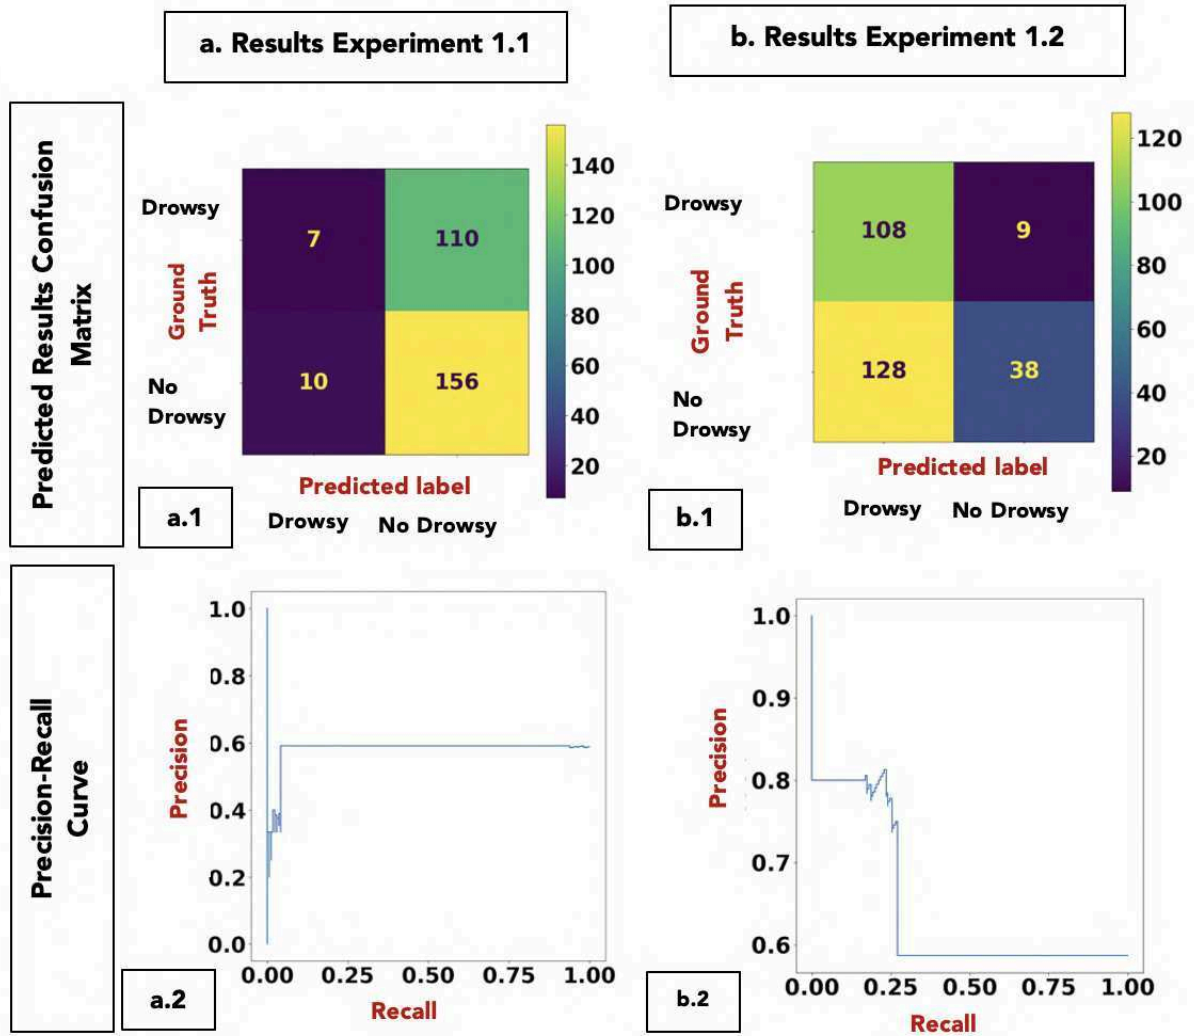 a. Results Experiment 1.1
b. Results Experiment 1.2
Predicted Results Confusion
Matrix
Drowsy
Ground
Truth
No
Drowsy
7
110
10
156
140
120
100
80
60
40
20
Predicted label
Drowsy
No Drowsy
a.1
Drowsy
Ground
Truth
No
Drowsy
108
9
128
38
120
100
80
60
40
20
Predicted label
Drowsy
No Drowsy
b.1
Precision-Recall
Curve
Precision
1.0
0.8
0.6
0.4
0.2
0.0
0.00
0.25
0.50
0.75
1.00
Recall
a.2
Precision
1.0
0.9
0.8
0.7
0.6
0.00
0.25
0.50
0.75
1.00
Recall
b.2